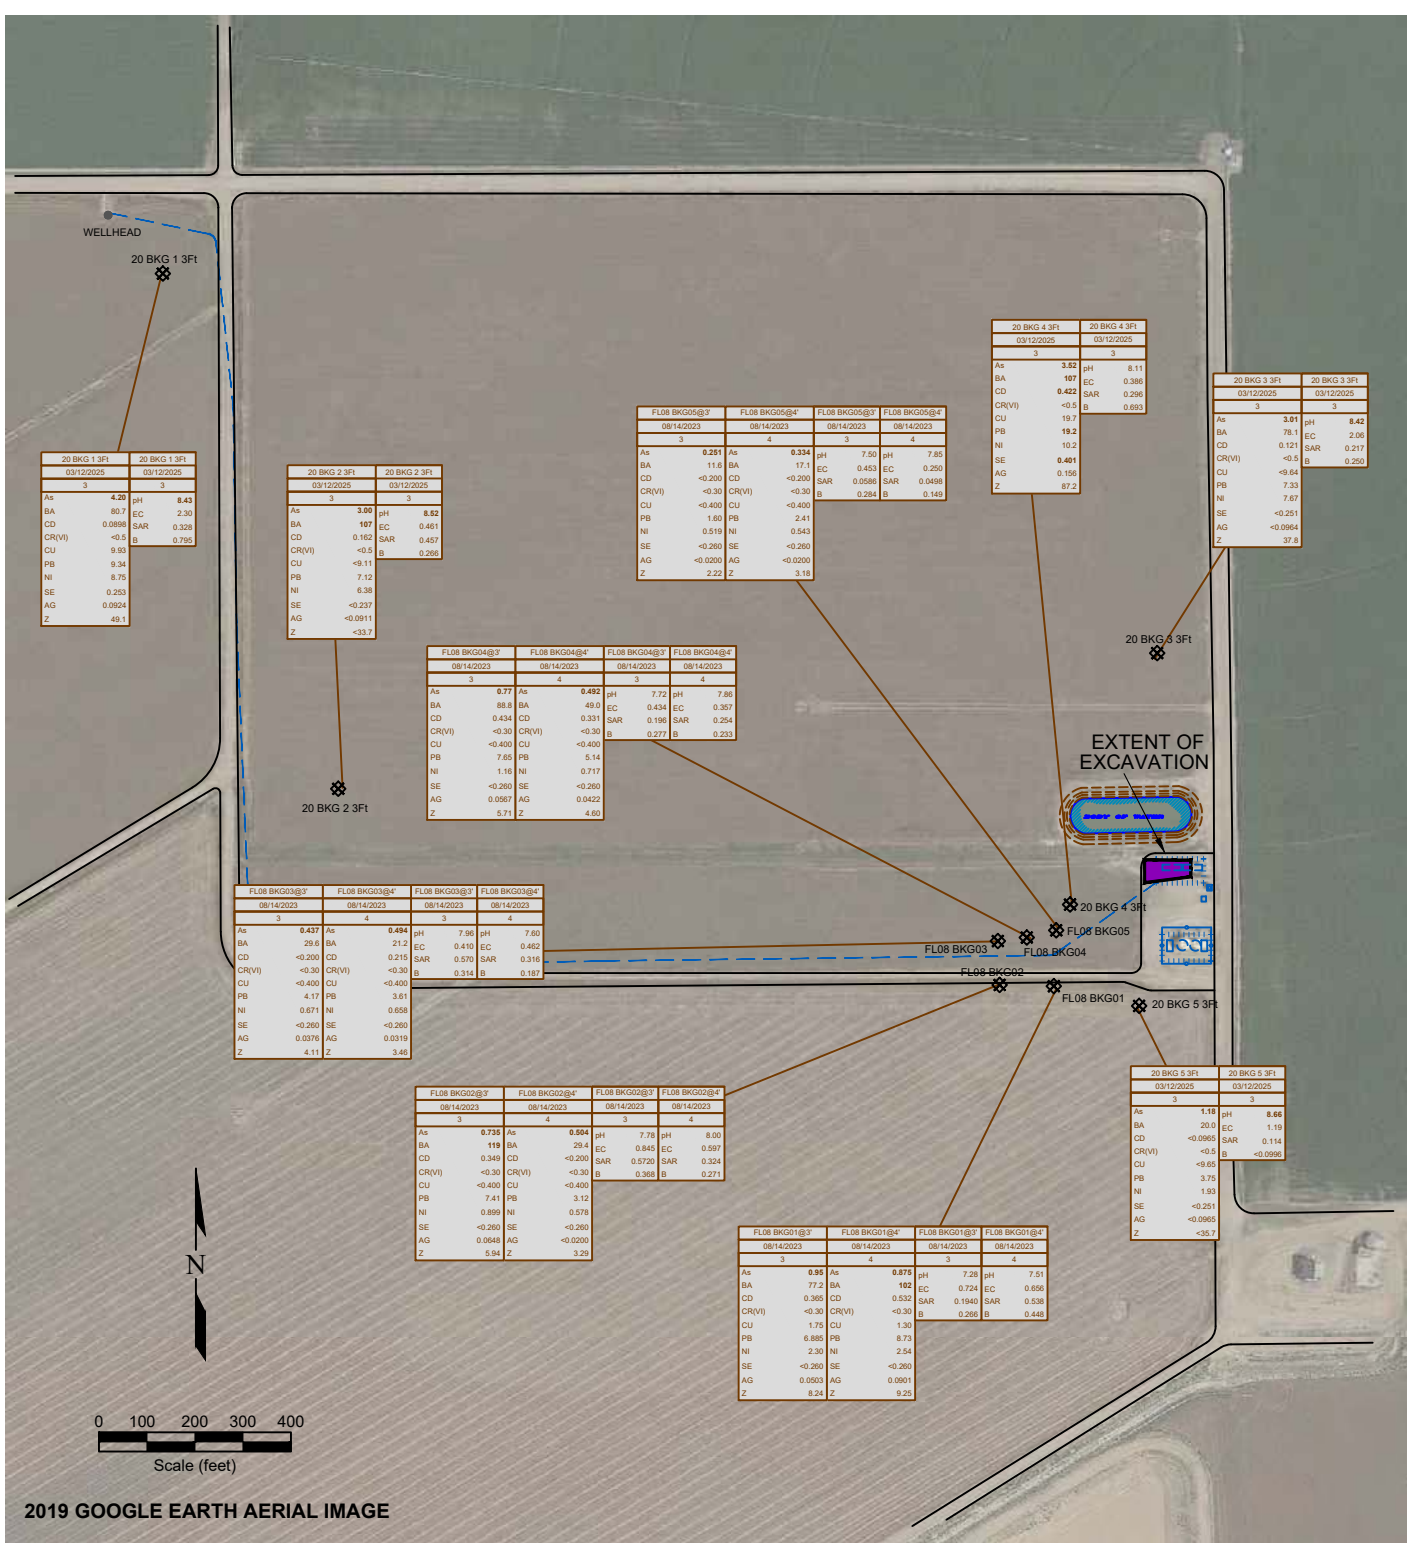 WELLHEAD
20 BKG 1 3Ft
20 BKG 4 3Ft 20 BKG 4 3Ft
03/12/2025 03/12/2025
3 3
As 3.52 pH 8.11
BA 107 EC 0.386
CD 0.422 SAR 0.296
CR(VI) <0.5 B 0.693
CU 19.7
PB 19.2
NI 10.2
SE 0.401
AG 0.156
Z 87.2
20 BKG 3 3Ft 20 BKG 3 3Ft
03/12/2025 03/12/2025
3 3
As 3.01 pH 8.42
BA 78.1 EC 2.06
CD 0.121 SAR 0.217
CR(VI) <0.5 B 0.250
CU <9.64
PB 7.33
NI 7.67
SE <0.251
AG <0.0964
Z 37.8
FL08 BKG05@3' FL08 BKG05@4' FL08 BKG05@3' FL08 BKG05@4'
08/14/2023 08/14/2023 08/14/2023 08/14/2023
3 4 3 4
As 0.251 As 0.334 pH 7.50 pH 7.85
BA 11.6 BA 17.1 EC 0.453 EC 0.250
CD <0.200 CD <0.200 SAR 0.0586 SAR 0.0498
CR(VI) <0.30 CR(VI) <0.30 B 0.284 B 0.149
CU <0.400 CU <0.400
PB 1.60 PB 2.41
NI 0.519 NI 0.543
SE <0.260 SE <0.260
AG <0.0200 AG <0.0200
Z 2.22 Z 3.18
20 BKG 1 3Ft 20 BKG 1 3Ft
03/12/2025 03/12/2025
3 3
As 4.20 pH 8.43
BA 80.7 EC 2.30
CD 0.0898 SAR 0.328
CR(VI) <0.5 B 0.795
CU 9.93
PB 9.34
NI 8.75
SE 0.253
AG 0.0924
Z 49.1
20 BKG 2 3Ft 20 BKG 2 3Ft
03/12/2025 03/12/2025
3 3
As 3.00 pH 8.52
BA 107 EC 0.461
CD 0.162 SAR 0.457
CR(VI) <0.5 B 0.266
CU <9.11
PB 7.12
NI 6.38
SE <0.237
AG <0.0911
Z <33.7
20 BKG 3 3Ft
FL08 BKG04@3' FL08 BKG04@4' FL08 BKG04@3' FL08 BKG04@4'
08/14/2023 08/14/2023 08/14/2023 08/14/2023
3 4 3 4
As 0.77 As 0.492 pH 7.72 pH 7.86
BA 88.8 BA 49.0 EC 0.434 EC 0.357
CD 0.434 CD 0.331 SAR 0.196 SAR 0.254
CR(VI) <0.30 CR(VI) <0.30 B 0.277 B 0.233
CU <0.400 CU <0.400
PB 7.65 PB 5.14
NI 1.16 NI 0.717
SE <0.260 SE <0.260
AG 0.0567 AG 0.0422
Z 5.71 Z 4.60
EXTENT OF
EXCAVATION
20 BKG 2 3Ft
BODY OF WATER
FL08 BKG03@3' FL08 BKG03@4' FL08 BKG03@3' FL08 BKG03@4'
08/14/2023 08/14/2023 08/14/2023 08/14/2023
3 4 3 4
As 0.437 As 0.494 pH 7.96 pH 7.60
BA 29.6 BA 21.2 EC 0.410 EC 0.462
CD <0.200 CD 0.215 SAR 0.570 SAR 0.316
CR(VI) <0.30 CR(VI) <0.30 B 0.314 B 0.187
CU <0.400 CU <0.400
PB 4.17 PB 3.61
NI 0.671 NI 0.658
SE <0.260 SE <0.260
AG 0.0376 AG 0.0319
Z 4.11 Z 3.46
20 BKG 4 3Ft
FL08 BKG05
FL08 BKG03
FL08 BKG04
FL08 BKG02
FL08 BKG01
20 BKG 5 3Ft
20 BKG 5 3Ft 20 BKG 5 3Ft
03/12/2025 03/12/2025
3 3
As 1.18 pH 8.66
BA 20.0 EC 1.19
CD <0.0965 SAR 0.114
CR(VI) <0.5 B <0.0996
CU <9.65
PB 3.75
NI 1.93
SE <0.251
AG <0.0965
Z <35.7
FL08 BKG02@3' FL08 BKG02@4' FL08 BKG02@3' FL08 BKG02@4'
08/14/2023 08/14/2023 08/14/2023 08/14/2023
3 4 3 4
As 0.735 As 0.504 pH 7.78 pH 8.00
BA 119 BA 29.4 EC 0.845 EC 0.597
CD 0.349 CD <0.200 SAR 0.5720 SAR 0.324
CR(VI) <0.30 CR(VI) <0.30 B 0.368 B 0.271
CU <0.400 CU <0.400
PB 7.41 PB 3.12
NI 0.899 NI 0.578
SE <0.260 SE <0.260
AG 0.0648 AG <0.0200
Z 5.94 Z 3.29
FL08 BKG01@3' FL08 BKG01@4' FL08 BKG01@3' FL08 BKG01@4'
08/14/2023 08/14/2023 08/14/2023 08/14/2023
3 4 3 4
As 0.95 As 0.875 pH 7.28 pH 7.51
BA 77.2 BA 102 EC 0.724 EC 0.656
CD 0.365 CD 0.532 SAR 0.1940 SAR 0.538
CR(VI) <0.30 CR(VI) <0.30 B 0.266 B 0.448
CU 1.75 CU 1.30
PB 6.885 PB 8.73
NI 2.30 NI 2.54
SE <0.260 SE <0.260
AG 0.0503 AG 0.0901
Z 8.24 Z 9.25
N
0 100 200 300 400
Scale (feet)
2019 GOOGLE EARTH AERIAL IMAGE